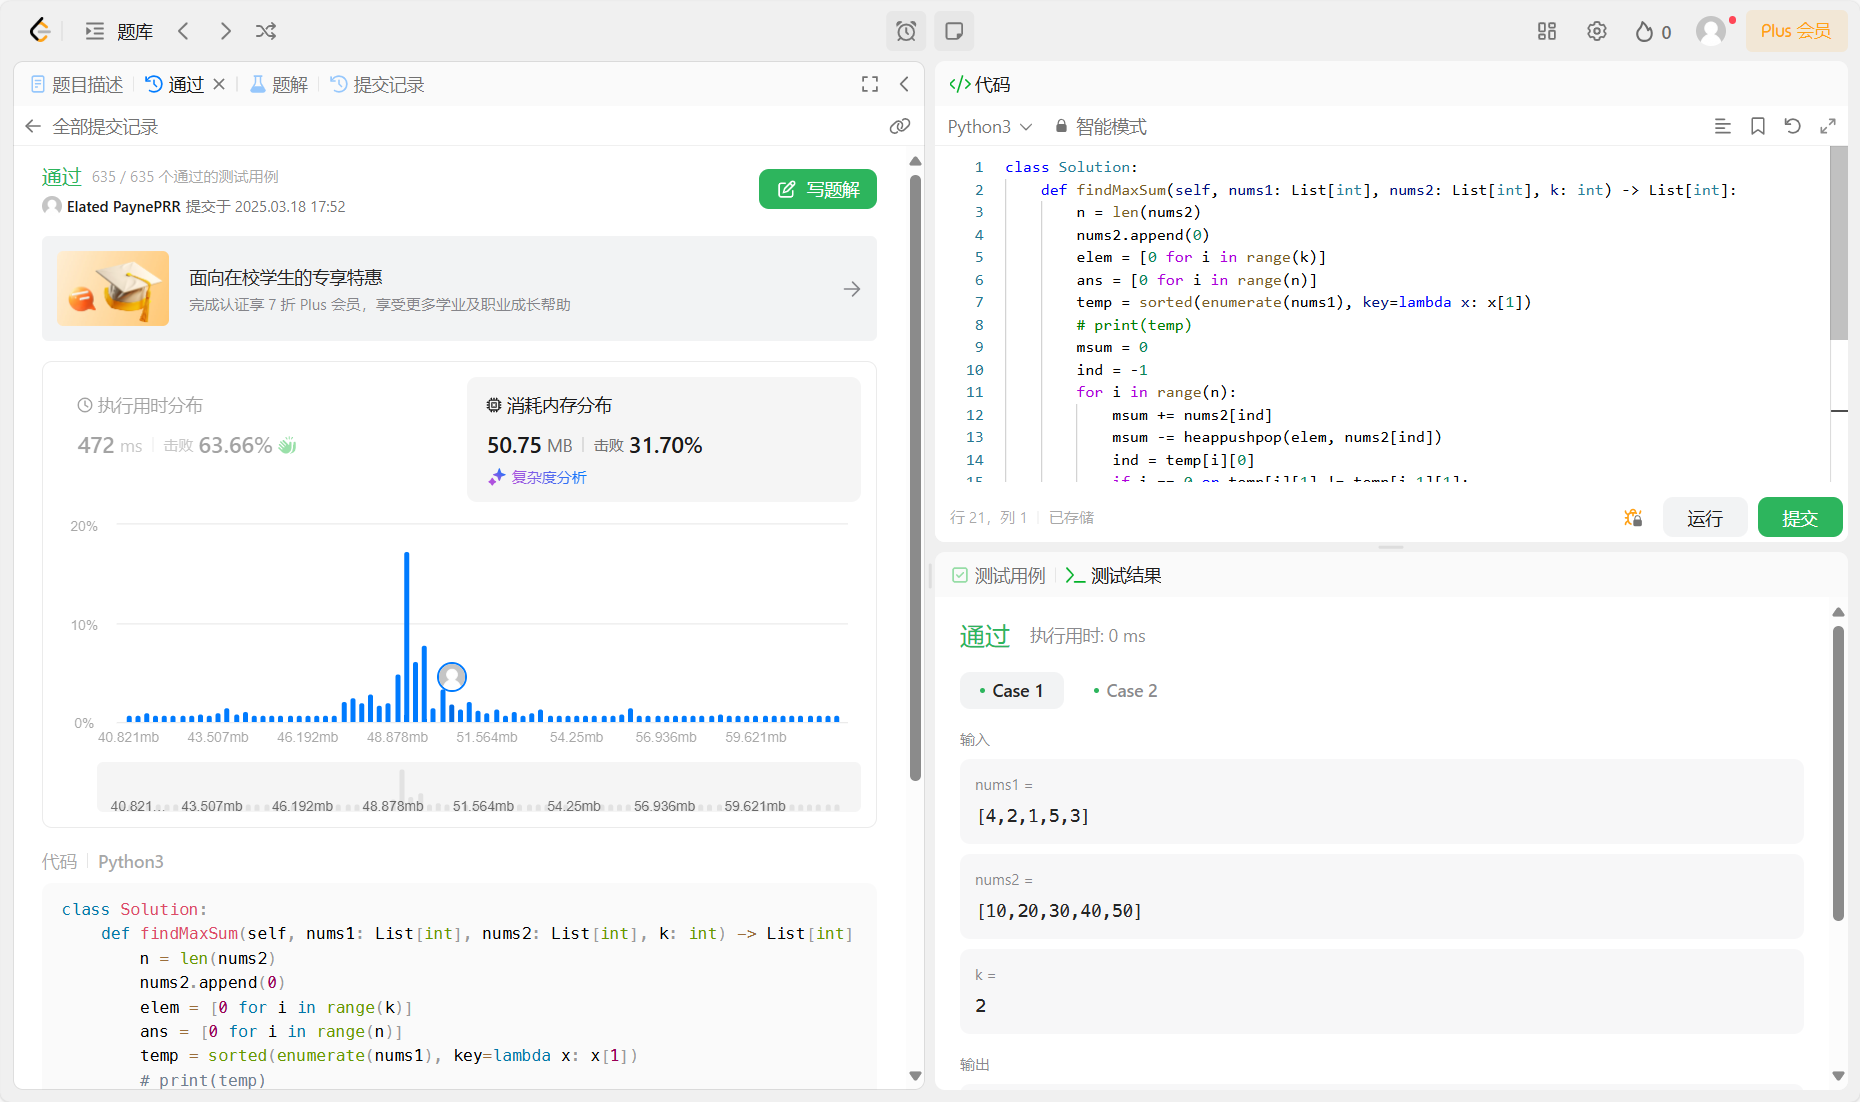 题库
0
Plus 会员
题目描述
通过
题解
提交记录
全部提交记录
通过
635 / 635 个通过的测试用例
Elated PaynePRR 提交于 2025.03.18 17:52
写题解
面向在校学生的专享特惠
完成认证享 7 折 Plus 会员，享受更多学业及职业成长帮助
执行用时分布
472 ms
击败 63.66%
消耗内存分布
50.75 MB
击败 31.70%
复杂度分析
20%
10%
0%
40.821mb 43.507mb 46.192mb 48.878mb 51.564mb 54.25mb 56.936mb 59.621mb
40.821... 43.507mb 46.192mb 48.878mb 51.564mb 54.25mb 56.936mb 59.621mb
代码
Python3
class Solution:
    def findMaxSum(self, nums1: List[int], nums2: List[int], k: int) -> List[int]
        n = len(nums2)
        nums2.append(0)
        elem = [0 for i in range(k)]
        ans = [0 for i in range(n)]
        temp = sorted(enumerate(nums1), key=lambda x: x[1])
        # print(temp)
</> 代码
Python3
智能模式
1 class Solution:
2     def findMaxSum(self, nums1: List[int], nums2: List[int], k: int) -> List[int]:
3         n = len(nums2)
4         nums2.append(0)
5         elem = [0 for i in range(k)]
6         ans = [0 for i in range(n)]
7         temp = sorted(enumerate(nums1), key=lambda x: x[1])
8         # print(temp)
9         msum = 0
10         ind = -1
11         for i in range(n):
12             msum += nums2[ind]
13             msum -= heappushpop(elem, nums2[ind])
14             ind = temp[i][0]
15             if i == 0 or temp[i][1] != temp[i-1][1]:
行 21，列 1
已存储
运行
提交
测试用例
测试结果
通过
执行用时: 0 ms
Case 1
Case 2
输入
nums1 =
[4,2,1,5,3]
nums2 =
[10,20,30,40,50]
k =
2
输出